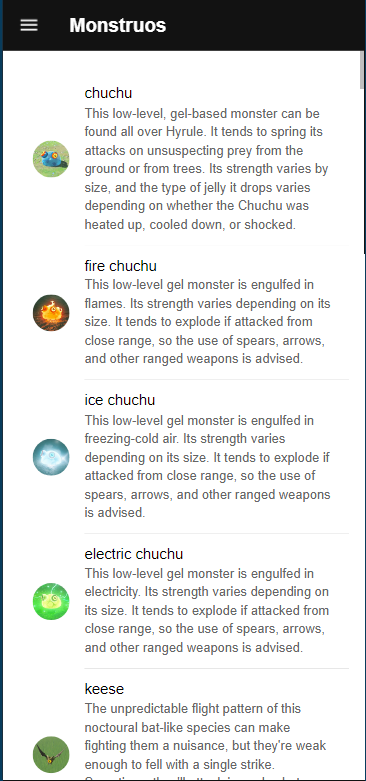 Monstruos
chuchu
This low-level, gel-based monster can be
found all over Hyrule. It tends to spring its
attacks on unsuspecting prey from the
ground or from trees. Its strength varies by
size, and the type of jelly it drops varies
depending on whether the Chuchu was
heated up, cooled down, or shocked.
fire chuchu
This low-level gel monster is engulfed in
flames. Its strength varies depending on its
size. It tends to explode if attacked from
close range, so the use of spears, arrows,
and other ranged weapons is advised.
ice chuchu
This low-level gel monster is engulfed in
freezing-cold air. Its strength varies
depending on its size. It tends to explode if
attacked from close range, so the use of
spears, arrows, and other ranged weapons
is advised.
electric chuchu
This low-level gel monster is engulfed in
electricity. Its strength varies depending on
its size. It tends to explode if attacked from
close range, so the use of spears, arrows,
and other ranged weapons is advised.
keese
The unpredictable flight pattern of this
noctoural bat-like species can make
fighting them a nuisance, but they're weak
enough to fell with a single strike.